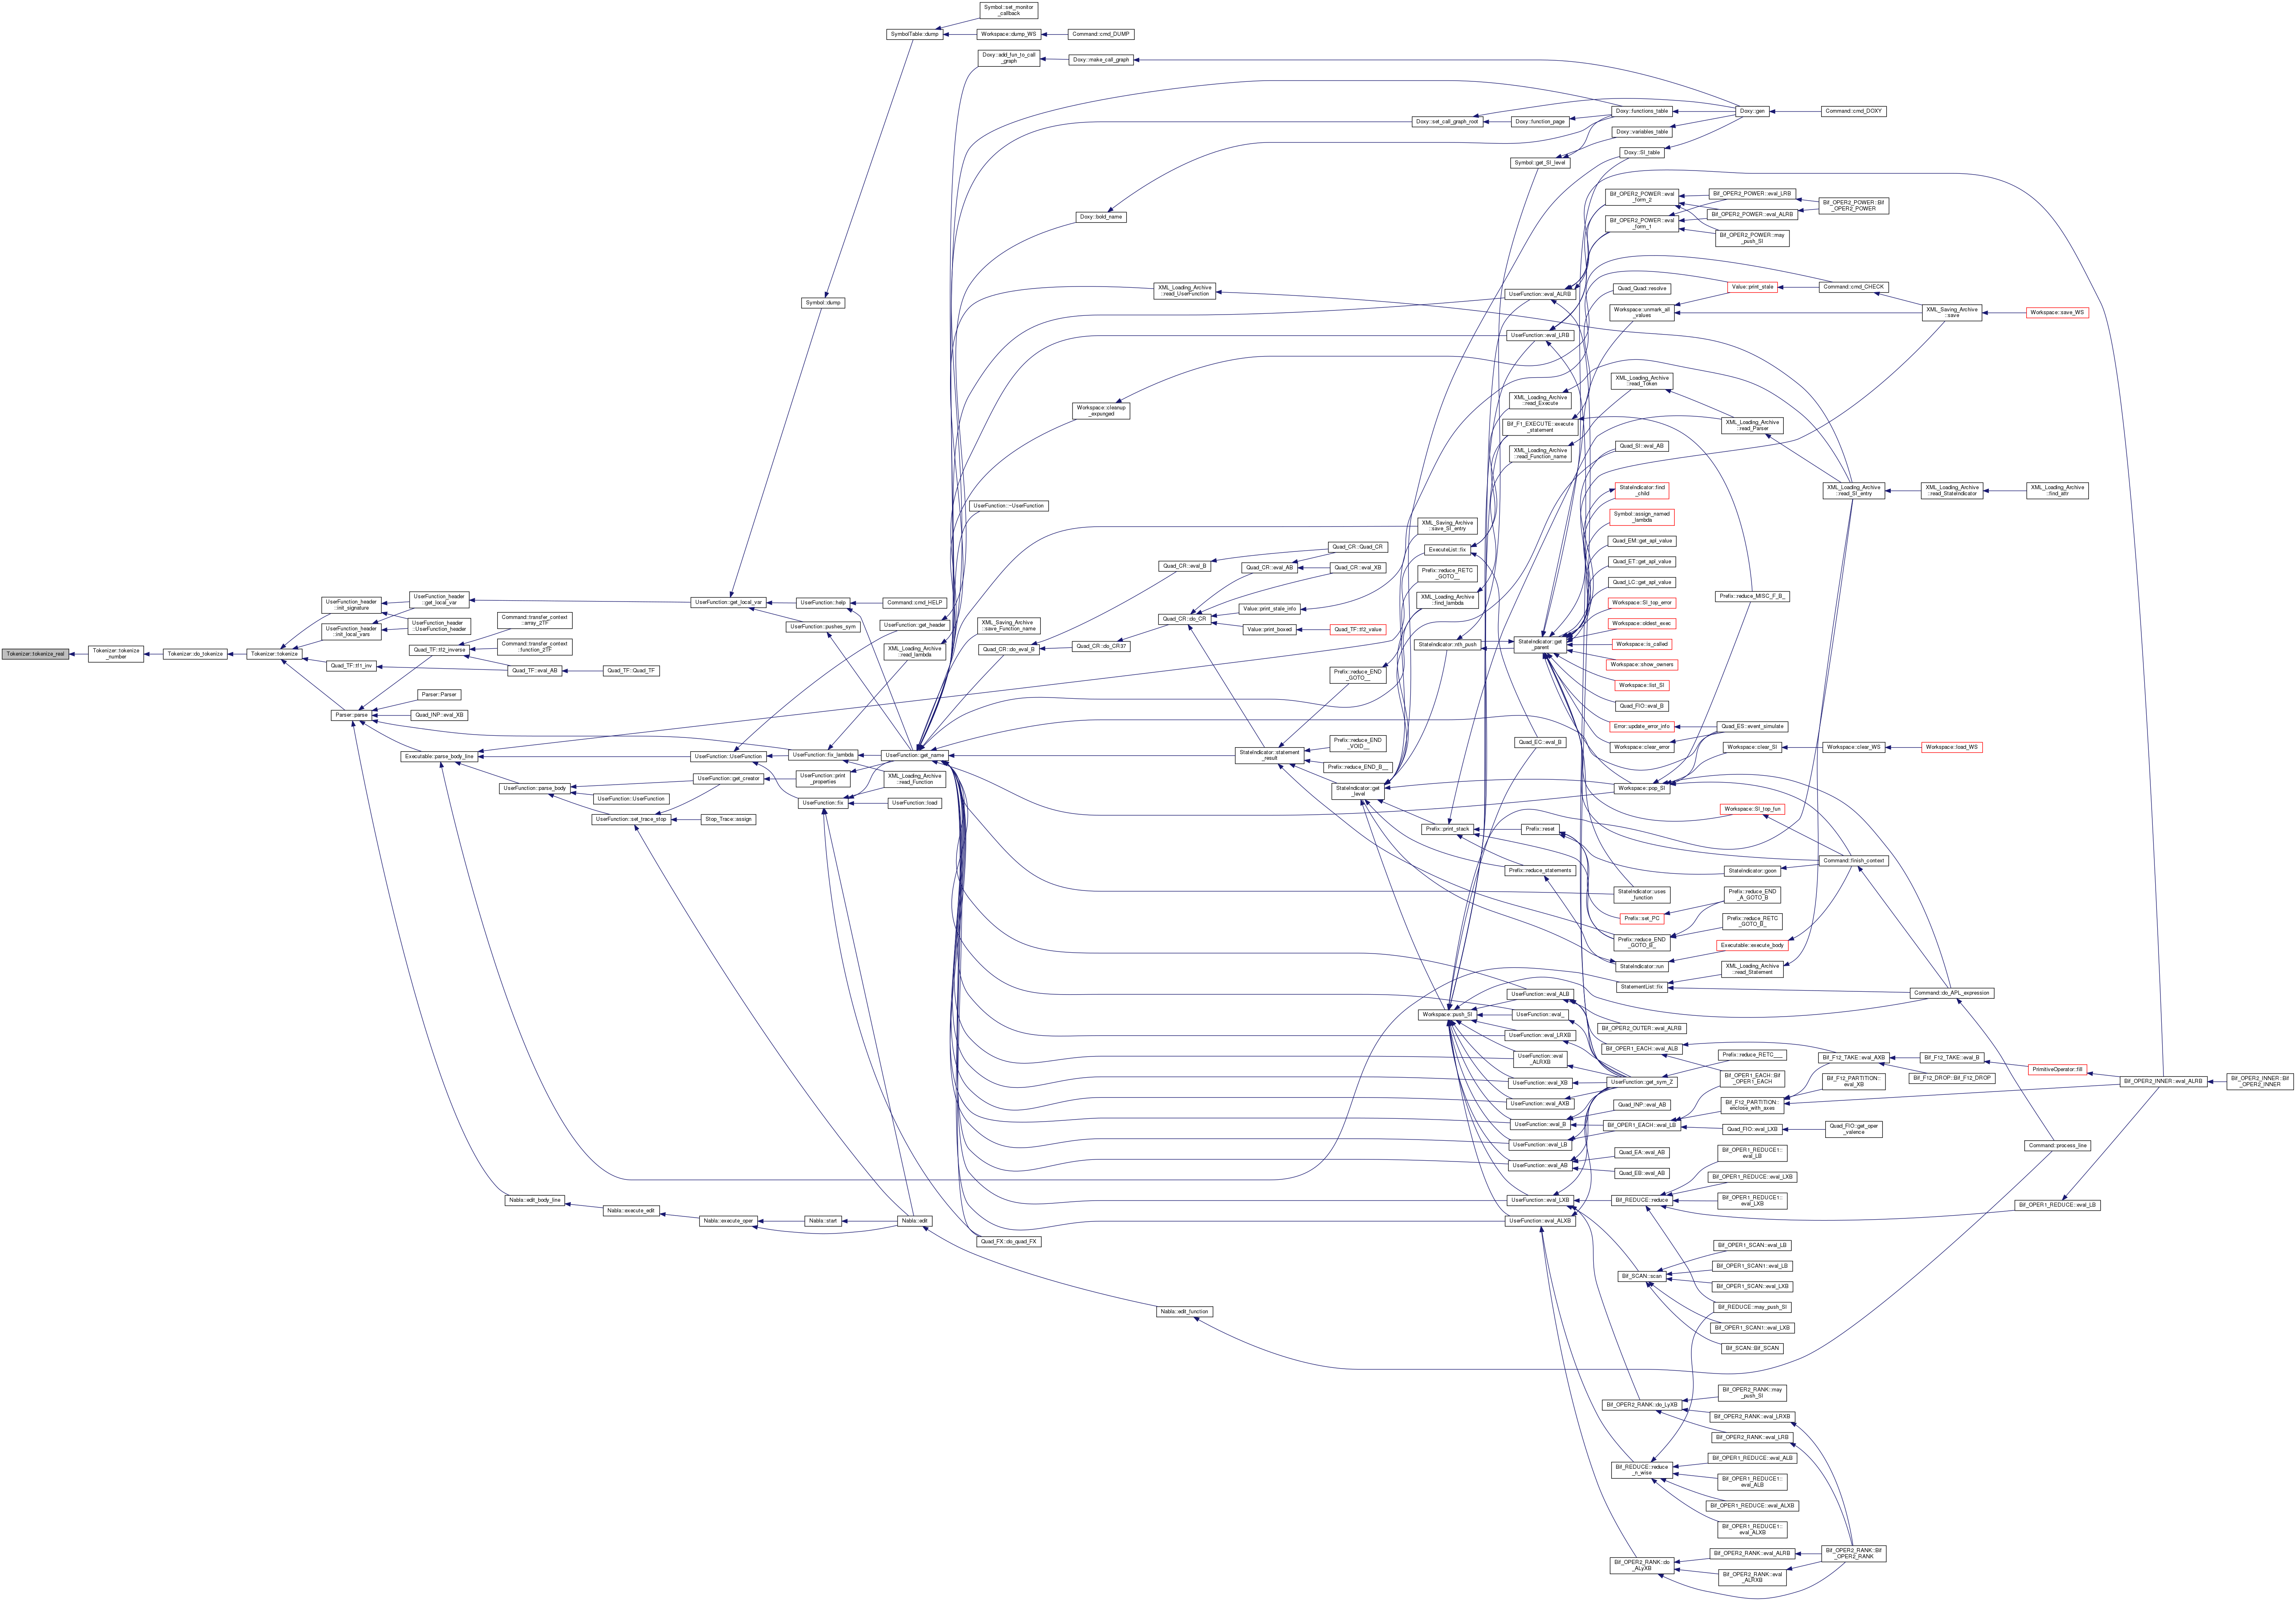 Tokenizer::tokenize_real
Tokenizer::tokenize
_number
Tokenizer::do_tokenize
Tokenizer::tokenize
UserFunction_header
::init_signature
UserFunction_header
::init_local_vars
Quad_TF::tf1_inv
Parser::parse
UserFunction_header
::get_local_var
UserFunction_header
::UserFunction_header
Quad_TF::tf2_inverse
Parser::Parser
Quad_INP::eval_XB
Executable::parse_body_line
Command::transfer_context
::array_2TF
Command::transfer_context
::function_2TF
Quad_TF::eval_AB
Quad_TF::Quad_TF
UserFunction::parse_body
UserFunction::UserFunction
UserFunction::set_trace_stop
Nabla::edit_body_line
Nabla::execute_edit
Nabla::execute_oper
Nabla::start
Nabla::edit
UserFunction::get_local_var
UserFunction::UserFunction
UserFunction::get_creator
Stop_Trace::assign
Symbol::dump
UserFunction::help
UserFunction::pushes_sym
UserFunction::fix_lambda
UserFunction::print
_properties
UserFunction::fix
SymbolTable::dump
Command::cmd_HELP
UserFunction::get_header
XML_Loading_Archive
::read_lambda
UserFunction::get_name
XML_Loading_Archive
::read_Function
UserFunction::load
Symbol::set_monitor
_callback
Workspace::dump_WS
Command::cmd_DUMP
Doxy::add_fun_to_call
_graph
Doxy::make_call_graph
Doxy::set_call_graph_root
Doxy::function_page
Doxy::functions_table
Doxy::gen
Command::cmd_DOXY
Doxy::variables_table
Doxy::SI_table
Symbol::get_SI_level
Doxy::bold_name
XML_Loading_Archive
::read_UserFunction
Workspace::cleanup
_expunged
UserFunction::~UserFunction
XML_Saving_Archive
::save_Function_name
Quad_CR::do_eval_B
Quad_CR::do_CR37
Quad_CR::eval_B
Quad_CR::do_CR
Quad_CR::Quad_CR
Quad_CR::eval_AB
Quad_CR::eval_XB
Value::print_stale_info
Value::print_boxed
Quad_TF::tf2_value
StateIndicator::statement
_result
Prefix::reduce_END
_GOTO__
Prefix::reduce_END
_VOID__
Prefix::reduce_END_B__
StateIndicator::get
_level
XML_Saving_Archive
::save_SI_entry
ExecuteList::fix
Prefix::reduce_RETC
_GOTO__
XML_Loading_Archive
::find_lambda
StateIndicator::nth_push
Prefix::print_stack
Workspace::push_SI
Quad_FX::do_quad_FX
Nabla::edit_function
UserFunction::eval_ALRB
UserFunction::eval_LRB
XML_Loading_Archive
::read_Execute
Bif_F1_EXECUTE::execute
_statement
XML_Loading_Archive
::read_Function_name
StateIndicator::get
_parent
Quad_EC::eval_B
Prefix::reset
Prefix::reduce_statements
UserFunction::eval_ALB
UserFunction::eval_
UserFunction::eval_LRXB
UserFunction::eval
_ALRXB
UserFunction::eval_XB
UserFunction::eval_AXB
UserFunction::eval_B
UserFunction::eval_LB
UserFunction::eval_AB
UserFunction::eval_LXB
UserFunction::eval_ALXB
Bif_OPER2_POWER::eval
_form_2
Bif_OPER2_POWER::eval
_form_1
Bif_OPER2_POWER::eval_LRB
Bif_OPER2_POWER::eval_ALRB
Bif_OPER2_POWER::may
_push_SI
Bif_OPER2_POWER::Bif
_OPER2_POWER
Quad_Quad::resolve
Workspace::unmark_all
_values
Value::print_stale
Command::cmd_CHECK
XML_Saving_Archive
::save
Workspace::save_WS
XML_Loading_Archive
::read_Token
XML_Loading_Archive
::read_Parser
Quad_SI::eval_AB
StateIndicator::find
_child
Symbol::assign_named
_lambda
Quad_EM::get_apl_value
Quad_ET::get_apl_value
Quad_LC::get_apl_value
Workspace::SI_top_error
Workspace::oldest_exec
Workspace::is_called
Workspace::show_owners
Workspace::list_SI
Quad_FIO::eval_B
Error::update_error_info
Workspace::clear_error
Workspace::pop_SI
XML_Loading_Archive
::read_SI_entry
XML_Loading_Archive
::read_StateIndicator
XML_Loading_Archive
::find_attr
Prefix::reduce_MISC_F_B_
Quad_ES::event_simulate
Workspace::clear_SI
Workspace::clear_WS
Workspace::load_WS
Workspace::SI_top_fun
Command::finish_context
StateIndicator::goon
StateIndicator::uses
_function
Prefix::set_PC
Prefix::reduce_END
_A_GOTO_B
Prefix::reduce_RETC
_GOTO_B_
Prefix::reduce_END
_GOTO_B_
Executable::execute_body
StateIndicator::run
XML_Loading_Archive
::read_Statement
StatementList::fix
Command::do_APL_expression
Bif_OPER2_OUTER::eval_ALRB
Bif_OPER1_EACH::eval_ALB
Prefix::reduce_RETC___
UserFunction::get_sym_Z
Bif_OPER1_EACH::Bif
_OPER1_EACH
Quad_INP::eval_AB
Bif_OPER1_EACH::eval_LB
Bif_F12_TAKE::eval_AXB
Bif_F12_TAKE::eval_B
Bif_F12_DROP::Bif_F12_DROP
Bif_F12_PARTITION::
eval_XB
Bif_F12_PARTITION::
enclose_with_axes
Quad_FIO::eval_LXB
Quad_FIO::get_oper
_valence
PrimitiveOperator::fill
Bif_OPER2_INNER::eval_ALRB
Bif_OPER2_INNER::Bif
_OPER2_INNER
Command::process_line
Quad_EA::eval_AB
Quad_EB::eval_AB
Bif_REDUCE::reduce
Bif_OPER1_REDUCE1::
eval_LB
Bif_OPER1_REDUCE::eval_LXB
Bif_OPER1_REDUCE1::
eval_LXB
Bif_OPER1_REDUCE::eval_LB
Bif_SCAN::scan
Bif_OPER1_SCAN::eval_LB
Bif_OPER1_SCAN1::eval_LB
Bif_OPER1_SCAN::eval_LXB
Bif_REDUCE::may_push_SI
Bif_OPER1_SCAN1::eval_LXB
Bif_SCAN::Bif_SCAN
Bif_OPER2_RANK::do_LyXB
Bif_OPER2_RANK::may
_push_SI
Bif_OPER2_RANK::eval_LRXB
Bif_OPER2_RANK::eval_LRB
Bif_REDUCE::reduce
_n_wise
Bif_OPER1_REDUCE::eval_ALB
Bif_OPER1_REDUCE1::
eval_ALB
Bif_OPER1_REDUCE::eval_ALXB
Bif_OPER1_REDUCE1::
eval_ALXB
Bif_OPER2_RANK::do
_ALyXB
Bif_OPER2_RANK::eval_ALRB
Bif_OPER2_RANK::eval
_ALRXB
Bif_OPER2_RANK::Bif
_OPER2_RANK